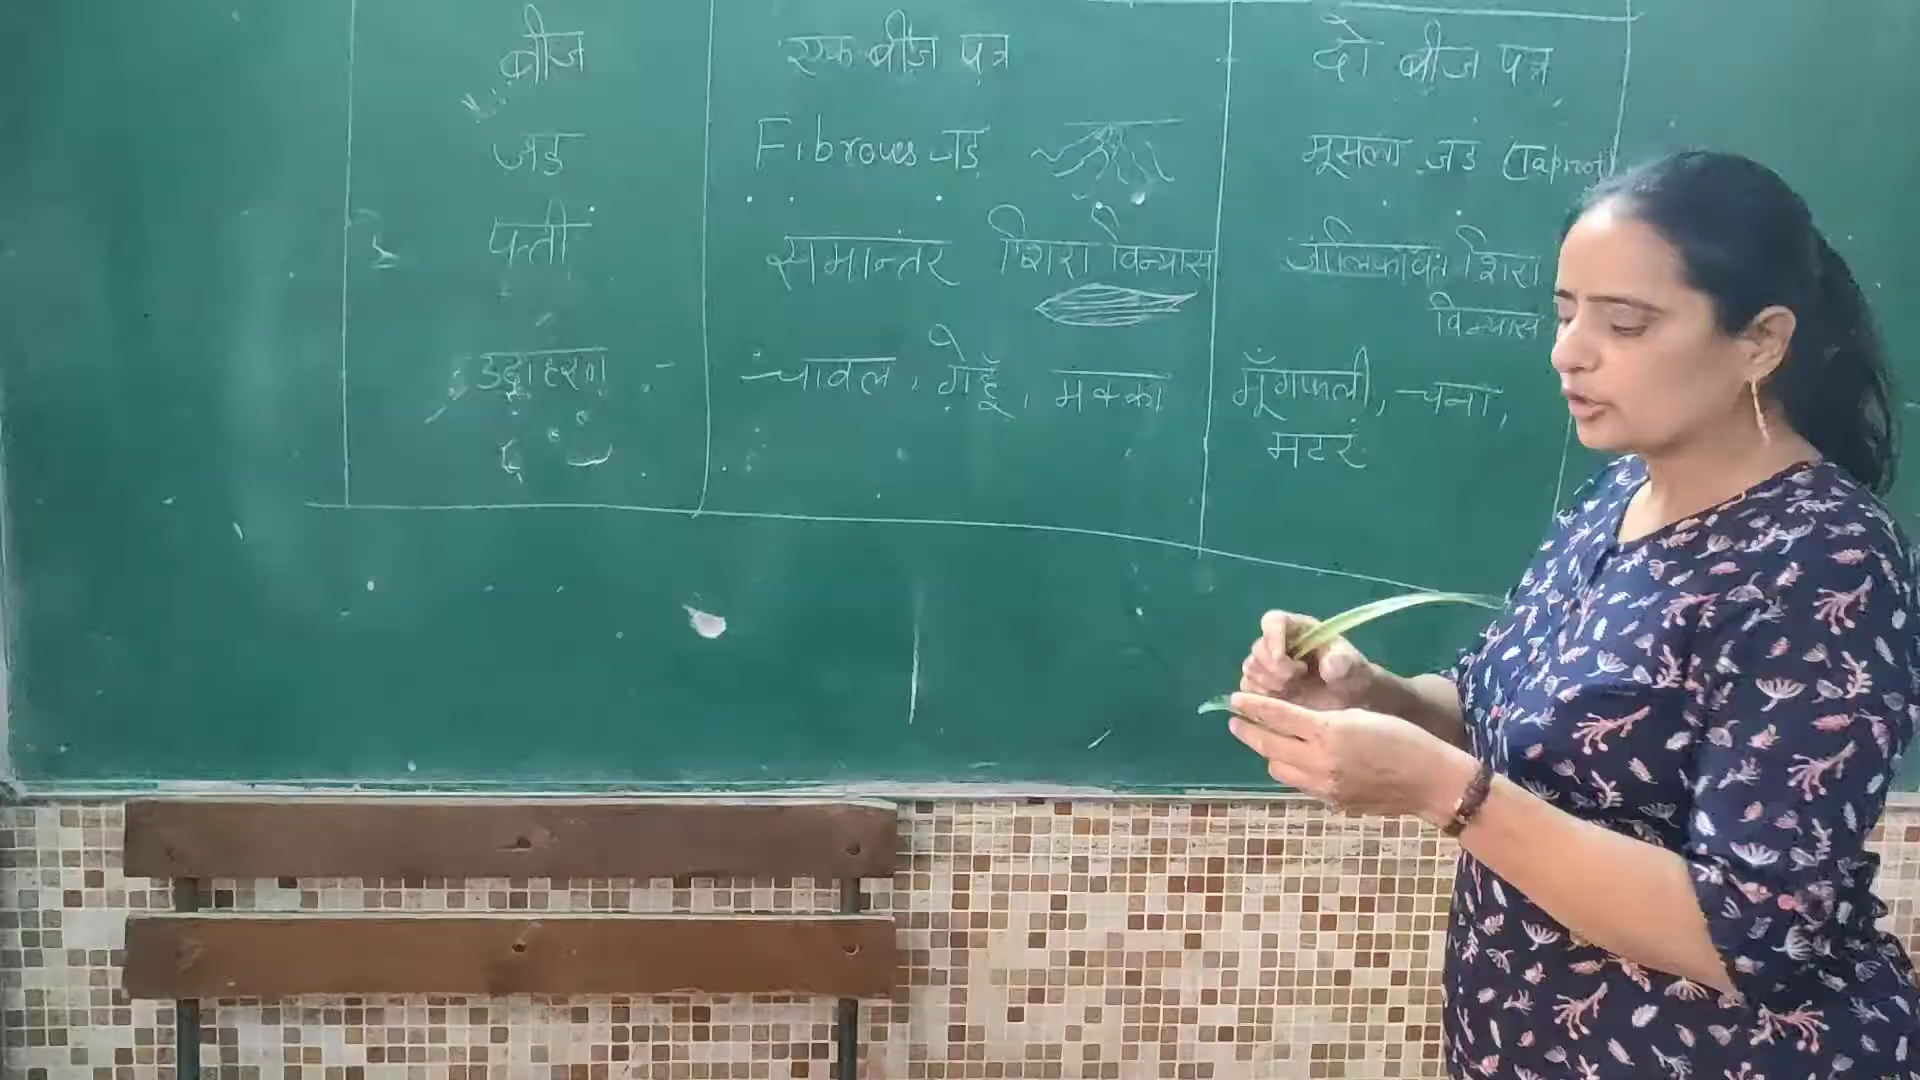 बीज एक बीज पत्र दो बीज पत्र
जड़ Fibrous जड़ मूसला जड़ (Taproot)
पत्ती समान्तर शिरा विन्यास जालिकावत शिरा
विन्यास
उदाहरण चावल, गेहूँ, मक्का मूँगफली, चना,
मटर